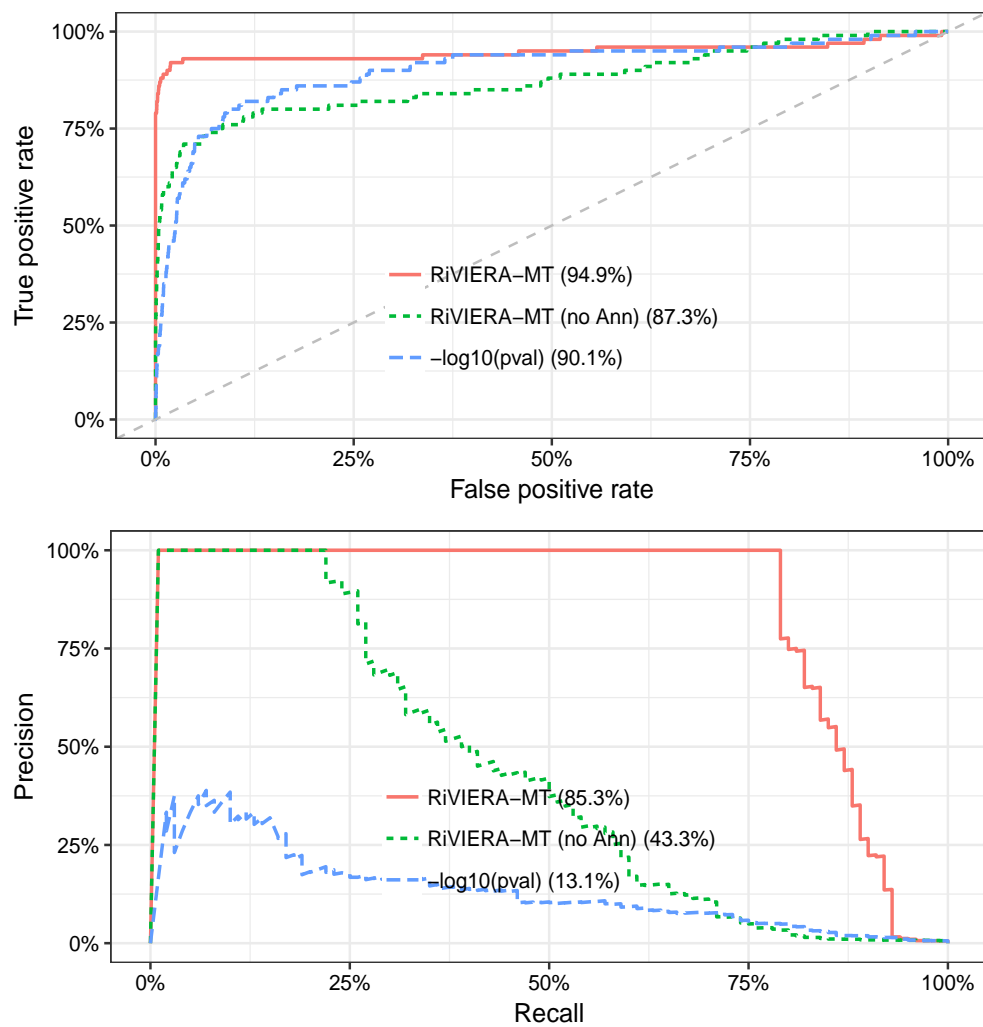 100%
75%
50%
25%
0%
True positive rate
RiVIERA−MT (94.9%)
RiVIERA−MT (no Ann) (87.3%)
−log10(pval) (90.1%)
0% 25% 50% 75% 100%
False positive rate
100%
75%
50%
25%
0%
Precision
RiVIERA−MT (85.3%)
RiVIERA−MT (no Ann) (43.3%)
−log10(pval) (13.1%)
0% 25% 50% 75% 100%
Recall